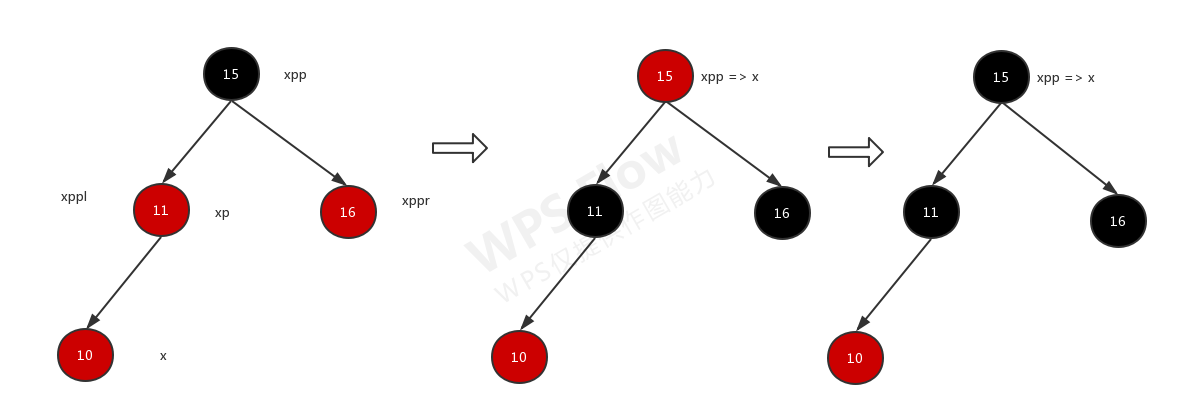 15 xpp
xppl 11 xp 16 xppr
10 x
15 xpp => x
11 16
10
15 xpp => x
11 16
10
WPS Flow
WPS仅提供作图能力